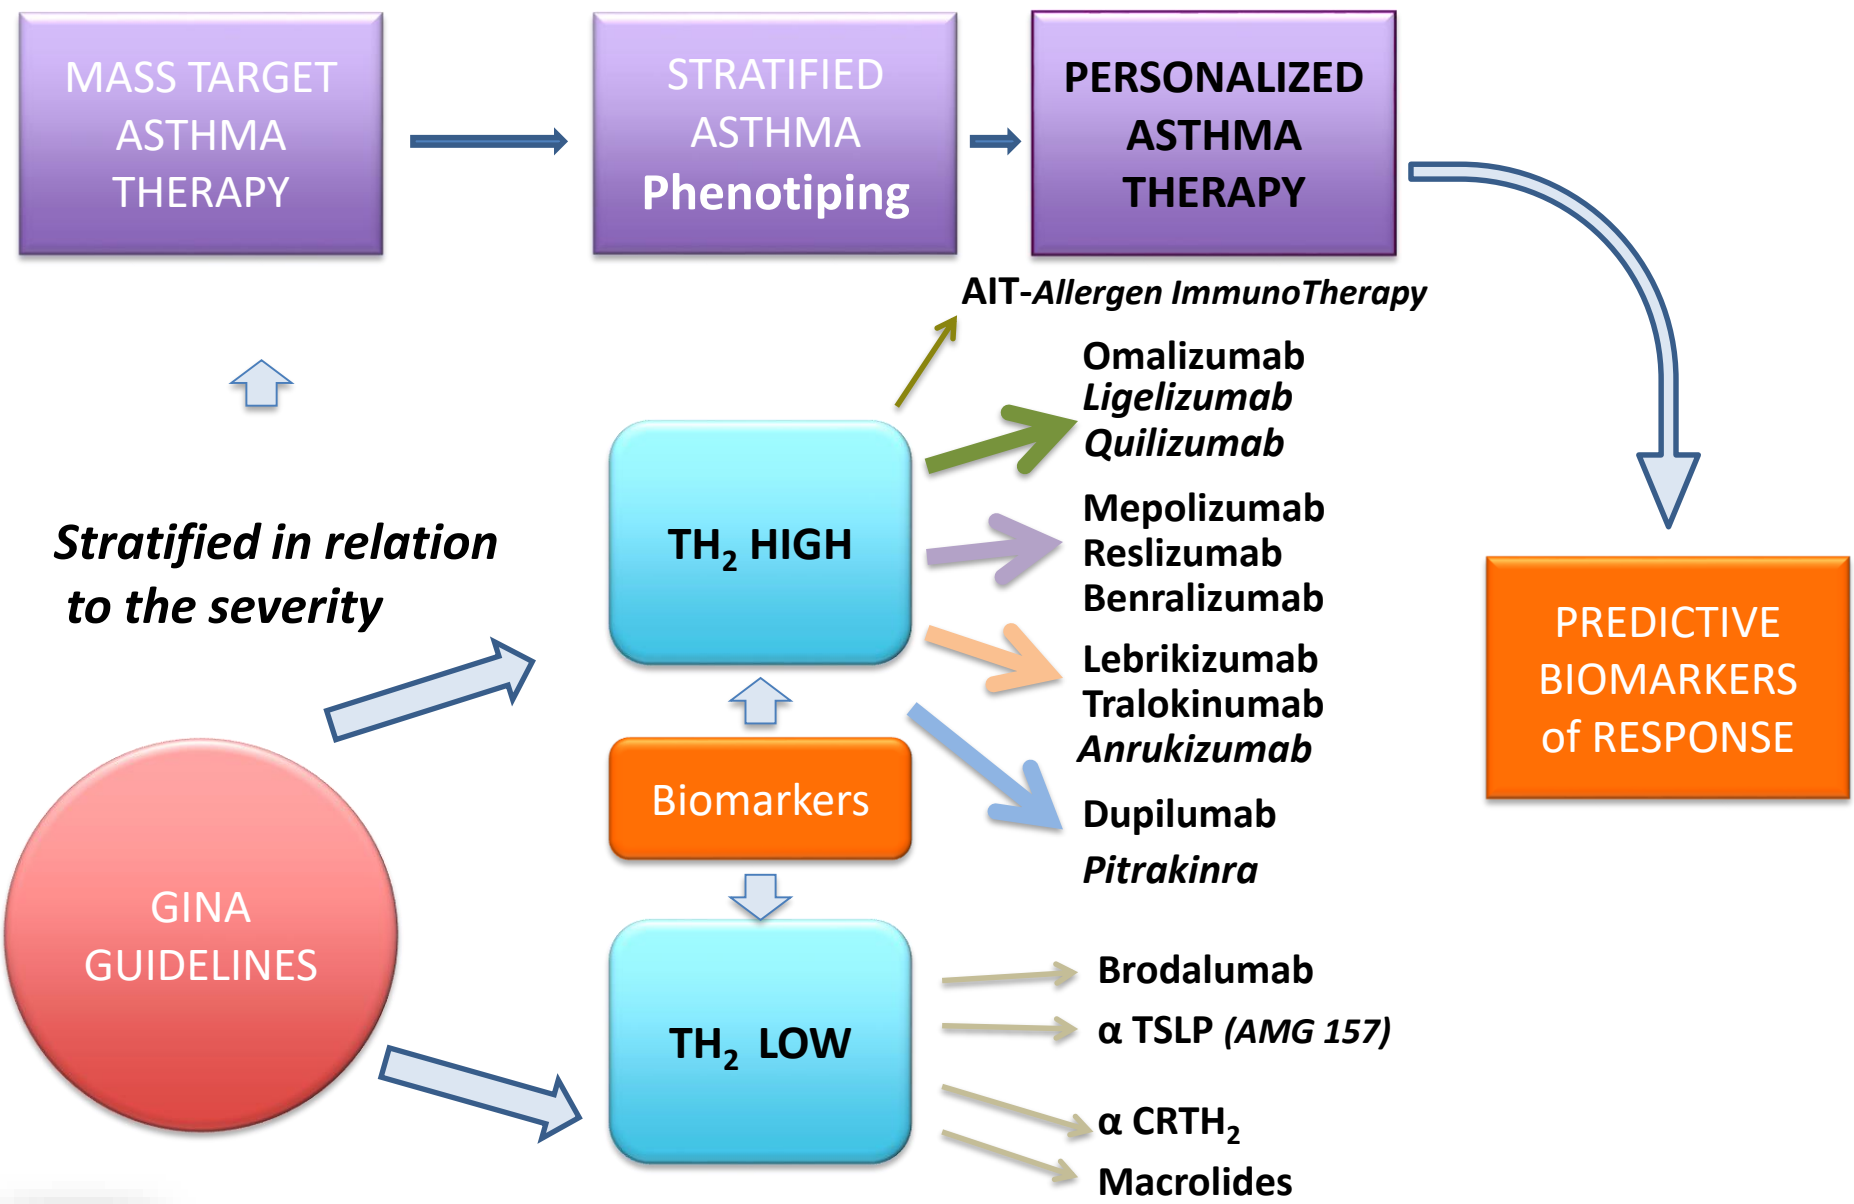 MASS TARGET
ASTHMA
THERAPY
STRATIFIED
ASTHMA
Phenotiping
PERSONALIZED
ASTHMA
THERAPY
AIT-Allergen ImmunoTherapy
Omalizumab
Ligelizumab
Quilizumab
Mepolizumab
Reslizumab
Benralizumab
Lebrikizumab
Tralokinumab
Anrukizumab
Dupilumab
Pitrakinra
TH₂ HIGH
Stratified in relation
to the severity
Biomarkers
PREDICTIVE
BIOMARKERS
of RESPONSE
GINA
GUIDELINES
TH₂ LOW
Brodalumab
α TSLP (AMG 157)
α CRTH₂
Macrolides